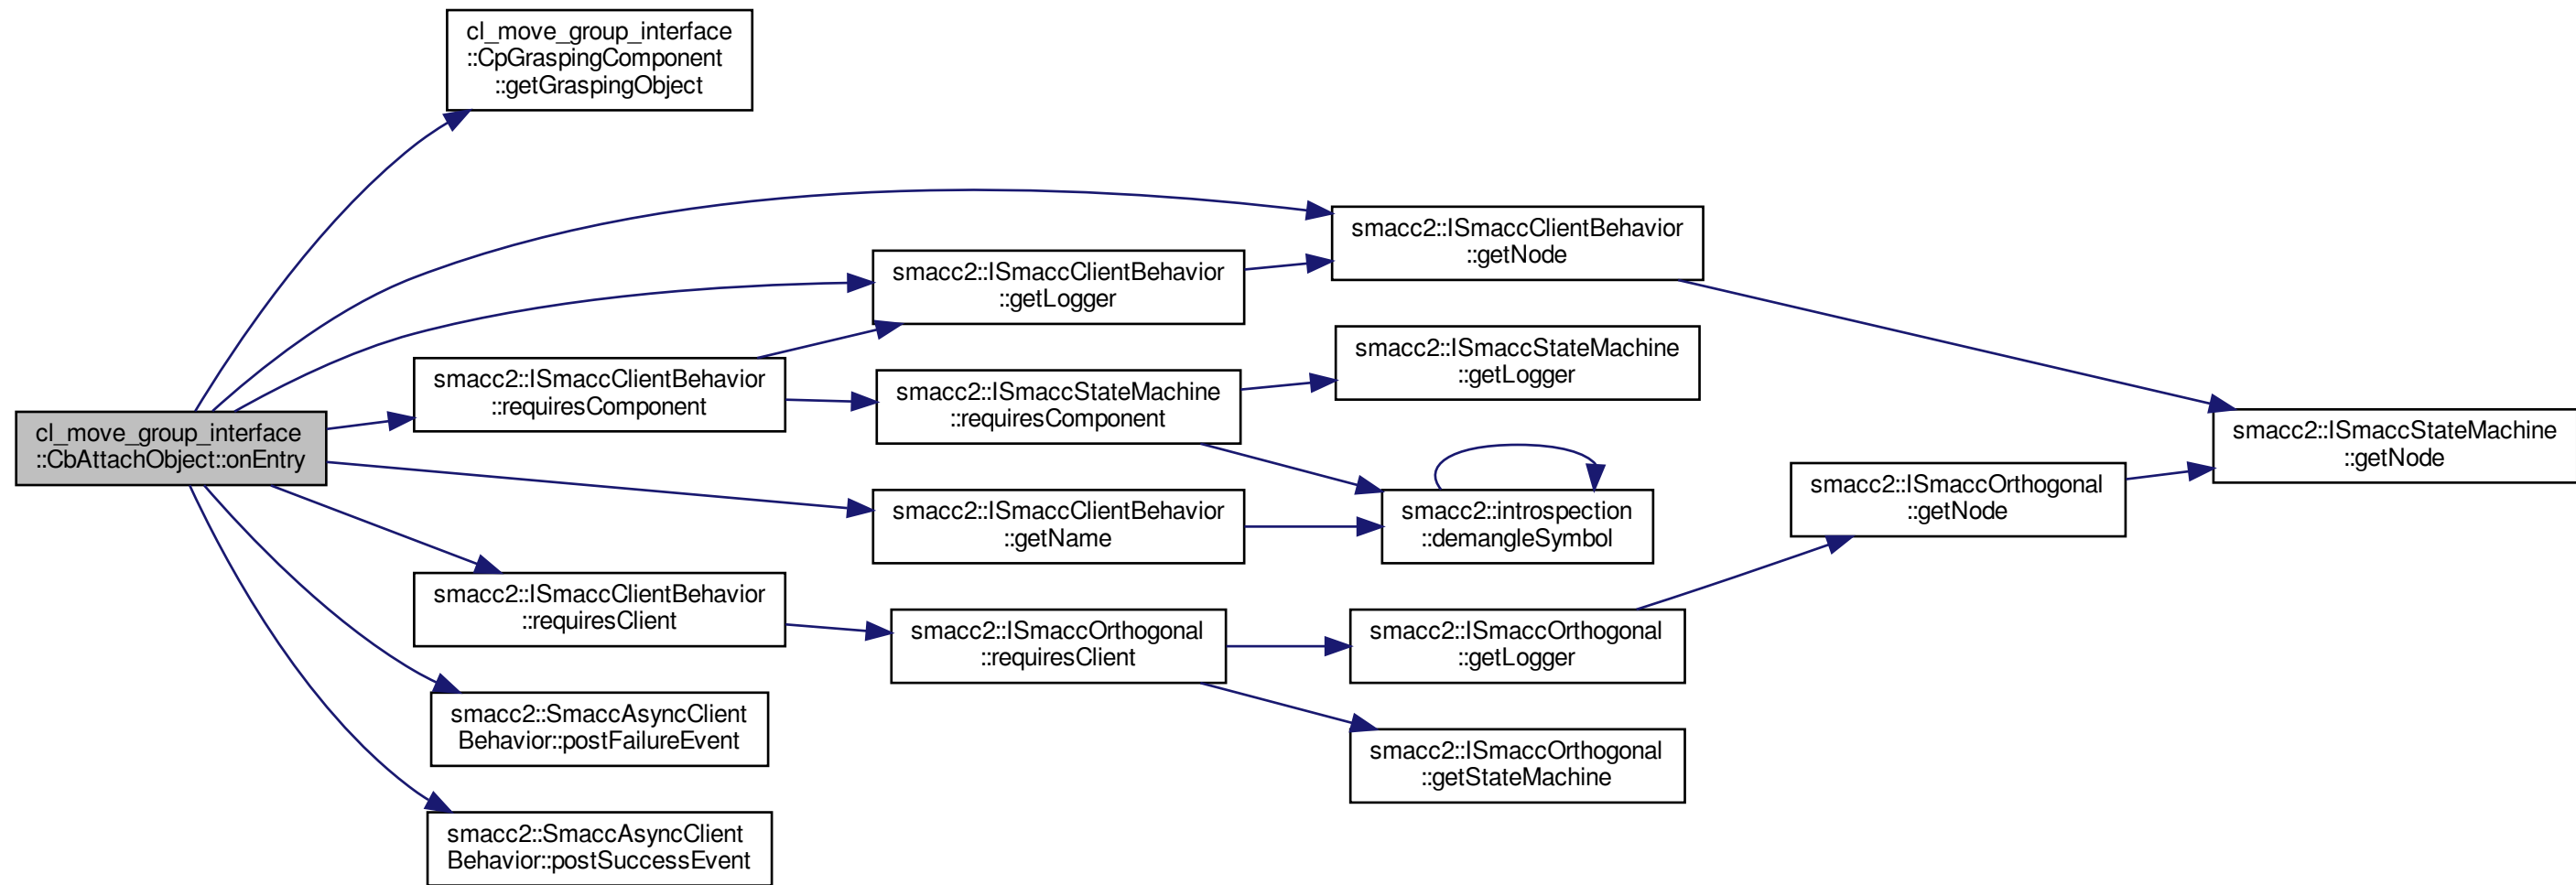 cl_move_group_interface
::CpGraspingComponent
::getGraspingObject
smacc2::ISmaccClientBehavior
::getNode
smacc2::ISmaccClientBehavior
::getLogger
smacc2::ISmaccStateMachine
::getLogger
smacc2::ISmaccClientBehavior
::requiresComponent
smacc2::ISmaccStateMachine
::requiresComponent
cl_move_group_interface
::CbAttachObject::onEntry
smacc2::ISmaccStateMachine
::getNode
smacc2::ISmaccOrthogonal
::getNode
smacc2::ISmaccClientBehavior
::getName
smacc2::introspection
::demangleSymbol
smacc2::ISmaccClientBehavior
::requiresClient
smacc2::ISmaccOrthogonal
::requiresClient
smacc2::ISmaccOrthogonal
::getLogger
smacc2::SmaccAsyncClient
Behavior::postFailureEvent
smacc2::ISmaccOrthogonal
::getStateMachine
smacc2::SmaccAsyncClient
Behavior::postSuccessEvent